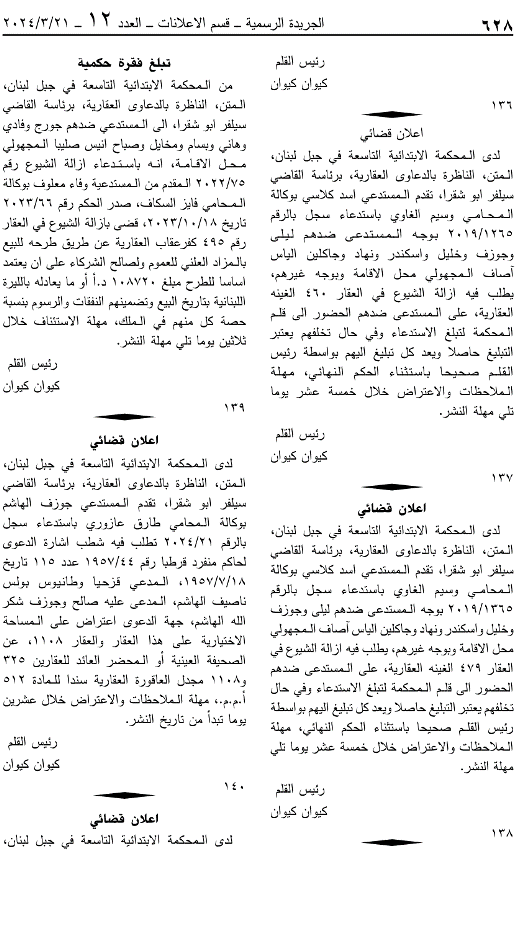 ٦٢٨
الجريدة الرسمية ــ قسم الاعلانات ــ العدد ١٢ ــ ٢٠٢٤/٣/٢١
رئيس القلم
كيوان كيوان
١٣٦
اعلان قضائي
لدى المحكمة الابتدائية التاسعة في جبل لبنان،
المتن، الناظرة بالدعاوى العقارية، برئاسة القاضي
سيلفر ابو شقرا، تقدم المستدعي اسد كلاسي بوكالة
المحامي وسيم الغاوي باستدعاء سجل بالرقم
٢٠١٩/١٢٦٥ بوجه المستدعى ضدهم ليلى
وجوزف وخليل واسكندر ونهاد وجاكلين الياس
آصاف المجهولي محل الاقامة وبوجه غيرهم،
يطلب فيه ازالة الشيوع في العقار ٤٦٠ الغينه
العقارية، على المستدعى ضدهم الحضور الى قلم
المحكمة لتبلغ الاستدعاء وفي حال تخلفهم يعتبر
التبليغ حاصلا ويعد كل تبليغ اليهم بواسطة رئيس
القلم صحيحا باستثناء الحكم النهائي، مهلة
الملاحظات والاعتراض خلال خمسة عشر يوما
تلي مهلة النشر.
رئيس القلم
كيوان كيوان
١٣٧
اعلان قضائي
لدى المحكمة الابتدائية التاسعة في جبل لبنان،
المتن، الناظرة بالدعاوى العقارية، برئاسة القاضي
سيلفر ابو شقرا، تقدم المستدعي اسد كلاسي بوكالة
المحامي وسيم الغاوي باستدعاء سجل بالرقم
٢٠١٩/١٣٦٥ بوجه المستدعى ضدهم ليلى وجوزف
وخليل واسكندر ونهاد وجاكلين الياس آصاف المجهولي
محل الاقامة وبوجه غيرهم، يطلب فيه ازالة الشيوع في
العقار ٤٧٩ الغينه العقارية، على المستدعى ضدهم
الحضور الى قلم المحكمة لتبلغ الاستدعاء وفي حال
تخلفهم يعتبر التبليغ حاصلا ويعد كل تبليغ اليهم بواسطة
رئيس القلم صحيحا باستثناء الحكم النهائي، مهلة
الملاحظات والاعتراض خلال خمسة عشر يوما تلي
مهلة النشر.
رئيس القلم
كيوان كيوان
١٣٨
تبلغ فقرة حكمية
من المحكمة الابتدائية التاسعة في جبل لبنان،
المتن، الناظرة بالدعاوى العقارية، برئاسة القاضي
سيلفر ابو شقرا، الى المستدعي ضدهم جورج وفادي
وهاني وبسام ومخايل وصباح انيس صليبا المجهولي
محل الاقامة، انه باستدعاء ازالة الشيوع رقم
٢٠٢٢/٧٥ المقدم من المستدعية وفاء معلوف بوكالة
المحامي فايز السكاف، صدر الحكم رقم ٢٠٢٣/٦٦
تاريخ ٢٠٢٣/١٠/١٨، قضى بازالة الشيوع في العقار
رقم ٤٩٥ كفرعقاب العقارية عن طريق طرحه للبيع
بالمزاد العلني للعموم ولصالح الشركاء على ان يعتمد
اساسا للطرح مبلغ ١٠٨٧٢٠ د.أ أو ما يعادله بالليرة
اللبنانية بتاريخ البيع وتضمينهم النفقات والرسوم بنسبة
حصة كل منهم في الملك، مهلة الاستئناف خلال
ثلاثين يوما تلي مهلة النشر.
رئيس القلم
كيوان كيوان
١٣٩
اعلان قضائي
لدى المحكمة الابتدائية التاسعة في جبل لبنان،
المتن، الناظرة بالدعاوى العقارية، برئاسة القاضي
سيلفر ابو شقرا، تقدم المستدعي جوزف الهاشم
بوكالة المحامي طارق عازوري باستدعاء سجل
بالرقم ٢٠٢٤/٢١ تطلب فيه شطب اشارة الدعوى
لحاكم منفرد قرطبا رقم ١٩٥٧/٤٤ عدد ١١٥ تاريخ
١٩٥٧/٧/١٨، المدعي قزحيا وطانيوس بولس
ناصيف الهاشم، المدعى عليه صالح وجوزف شكر
الله الهاشم، جهة الدعوى اعتراض على المساحة
الاختيارية على هذا العقار والعقار ١١٠٨، عن
الصحيفة العينية أو المحضر العائد للعقارين ٣٢٥
و١١٠٨ مجدل العاقورة العقارية سندا للمادة ٥١٢
أ.م.م.، مهلة الملاحظات والاعتراض خلال عشرين
يوما تبدأ من تاريخ النشر.
رئيس القلم
كيوان كيوان
١٤٠
اعلان قضائي
لدى المحكمة الابتدائية التاسعة في جبل لبنان،